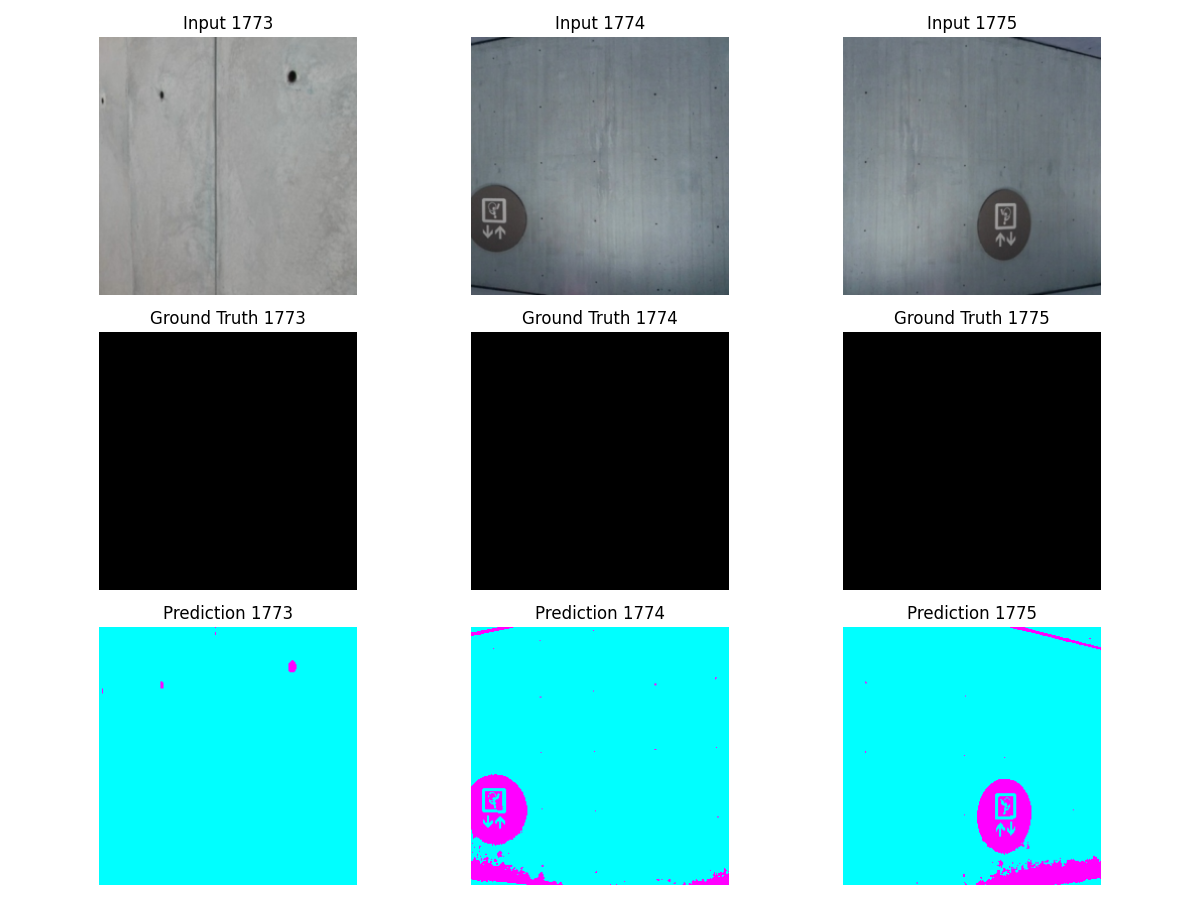 Input 1773
Input 1774
Input 1775
Ground Truth 1773
Ground Truth 1774
Ground Truth 1775
Prediction 1773
Prediction 1774
Prediction 1775